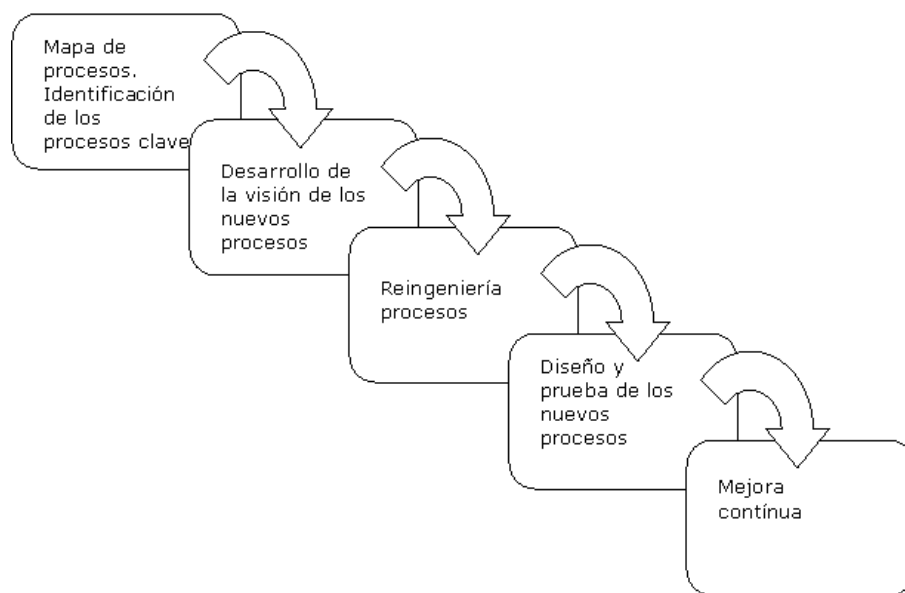 Mapa de
procesos.
Identificación
de los
procesos clave
Desarrollo de
la visión de los
nuevos
procesos
Reingeniería
procesos
Diseño y
prueba de los
nuevos
procesos
Mejora
contínua